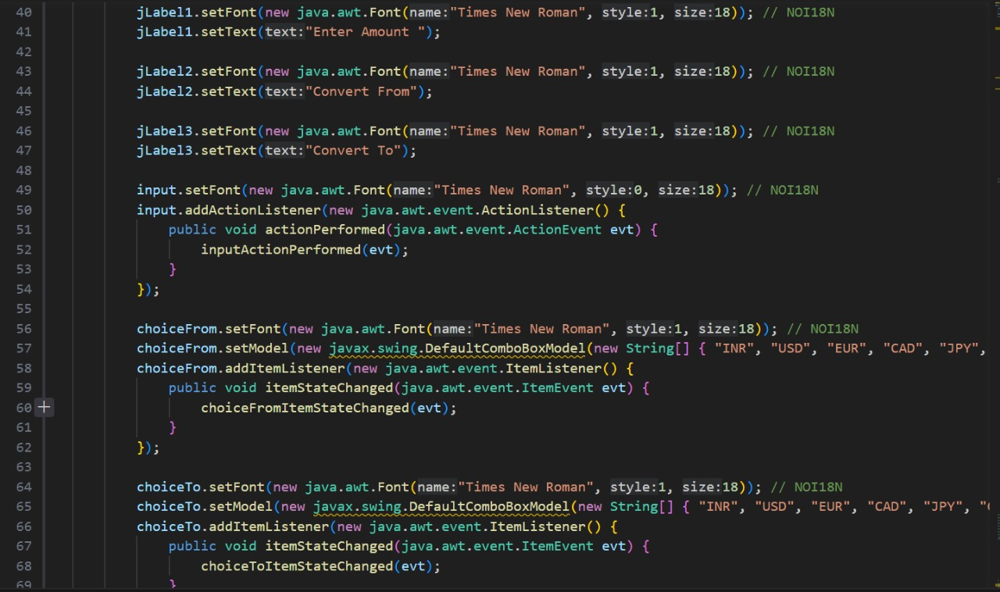 40 jLabel1.setFont(new java.awt.Font(name:"Times New Roman", style:1, size:18)); // NOI18N
41 jLabel1.setText(text:"Enter Amount ");
42
43 jLabel2.setFont(new java.awt.Font(name:"Times New Roman", style:1, size:18)); // NOI18N
44 jLabel2.setText(text:"Convert From");
45
46 jLabel3.setFont(new java.awt.Font(name:"Times New Roman", style:1, size:18)); // NOI18N
47 jLabel3.setText(text:"Convert To");
48
49 input.setFont(new java.awt.Font(name:"Times New Roman", style:0, size:18)); // NOI18N
50 input.addActionListener(new java.awt.event.ActionListener() {
51 public void actionPerformed(java.awt.event.ActionEvent evt) {
52 inputActionPerformed(evt);
53 }
54 });
55
56 choiceFrom.setFont(new java.awt.Font(name:"Times New Roman", style:1, size:18)); // NOI18N
57 choiceFrom.setModel(new javax.swing.DefaultComboBoxModel(new String[] { "INR", "USD", "EUR", "CAD", "JPY",
58 choiceFrom.addItemListener(new java.awt.event.ItemListener() {
59 public void itemStateChanged(java.awt.event.ItemEvent evt) {
60 choiceFromItemStateChanged(evt);
61 }
62 });
63
64 choiceTo.setFont(new java.awt.Font(name:"Times New Roman", style:1, size:18)); // NOI18N
65 choiceTo.setModel(new javax.swing.DefaultComboBoxModel(new String[] { "INR", "USD", "EUR", "CAD", "JPY", "
66 choiceTo.addItemListener(new java.awt.event.ItemListener() {
67 public void itemStateChanged(java.awt.event.ItemEvent evt) {
68 choiceToItemStateChanged(evt);
69 }